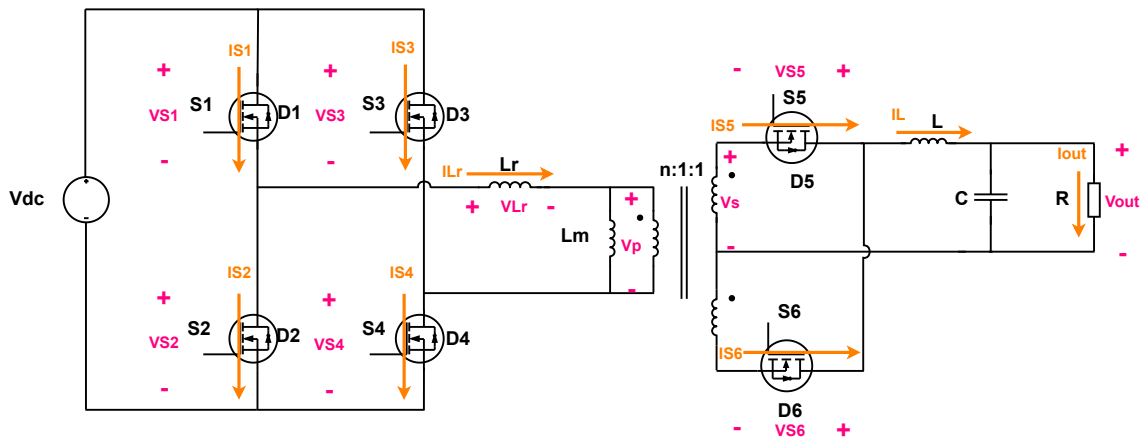 IS1
IS3
+
+
- VS5 +
S1
D1
S3
D3
S5
VS1
VS3
IS5
IL
L
-
-
D5
Iout
+
n:1:1
+
Vdc
+
-
ILr
Lr
+ VLr -
+
Vs
C
R
Vout
Lm
Vp
-
-
-
IS2
IS4
+
+
S2
D2
S4
D4
S6
VS2
VS4
IS6
-
-
D6
- VS6 +